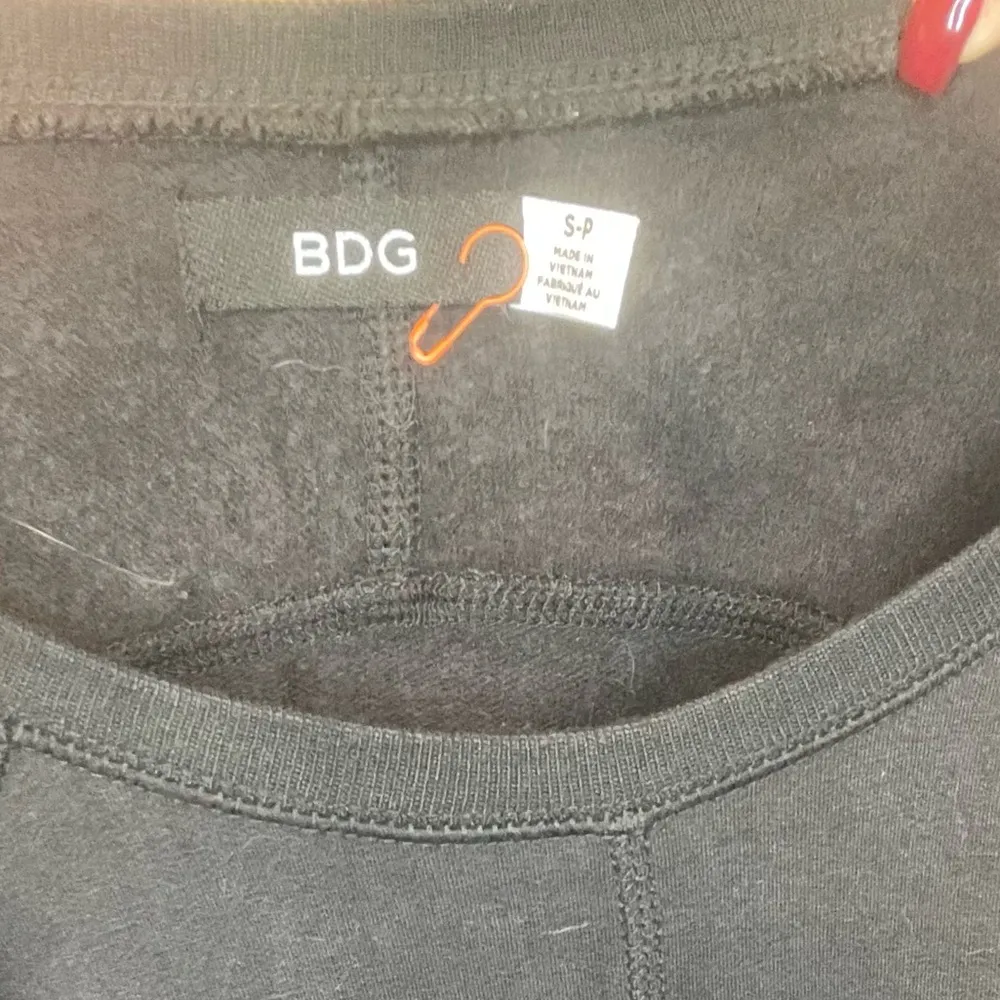 BDG
S-P
MADE IN
VIETNAM
FABRIQUÉ AU
VIETNAM